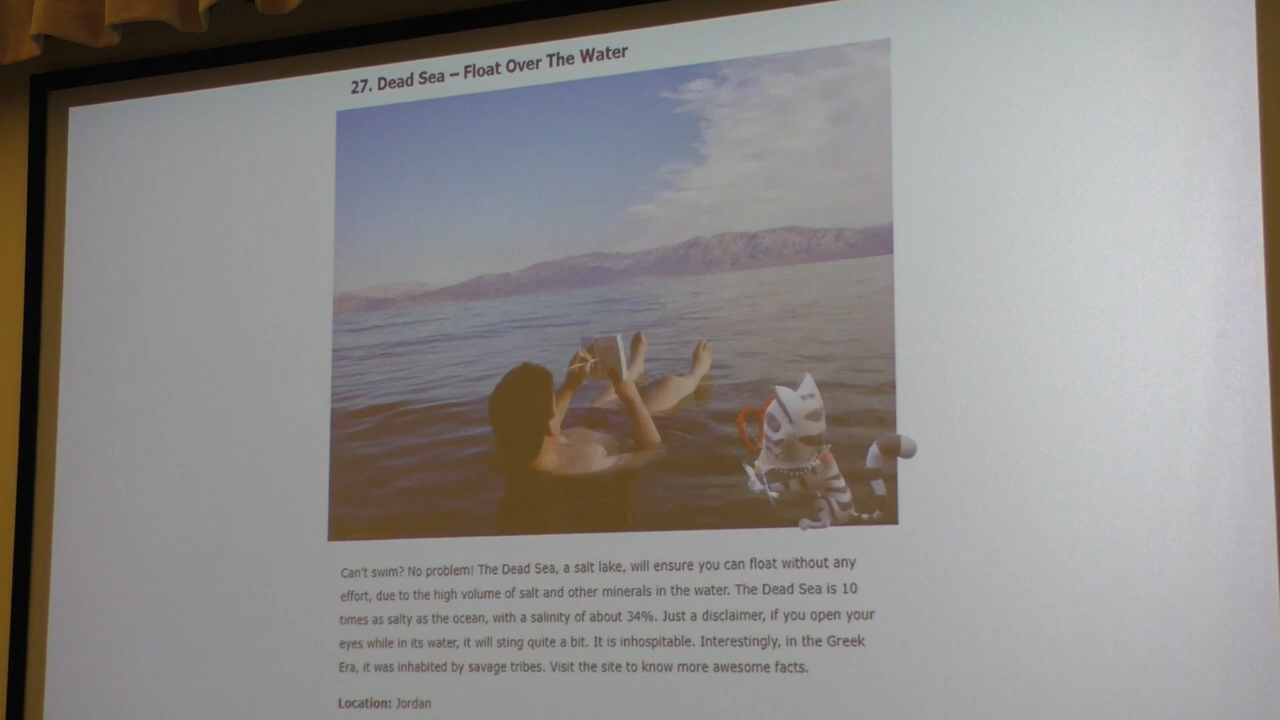 27. Dead Sea – Float Over The Water
Can't swim? No problem! The Dead Sea, a salt lake, will ensure you can float without any
effort, due to the high volume of salt and other minerals in the water. The Dead Sea is 10
times as salty as the ocean, with a salinity of about 34%. Just a disclaimer, if you open your
eyes while in its water, it will sting quite a bit. It is inhospitable. Interestingly, in the Greek
Era, it was inhabited by savage tribes. Visit the site to know more awesome facts.
Location: Jordan